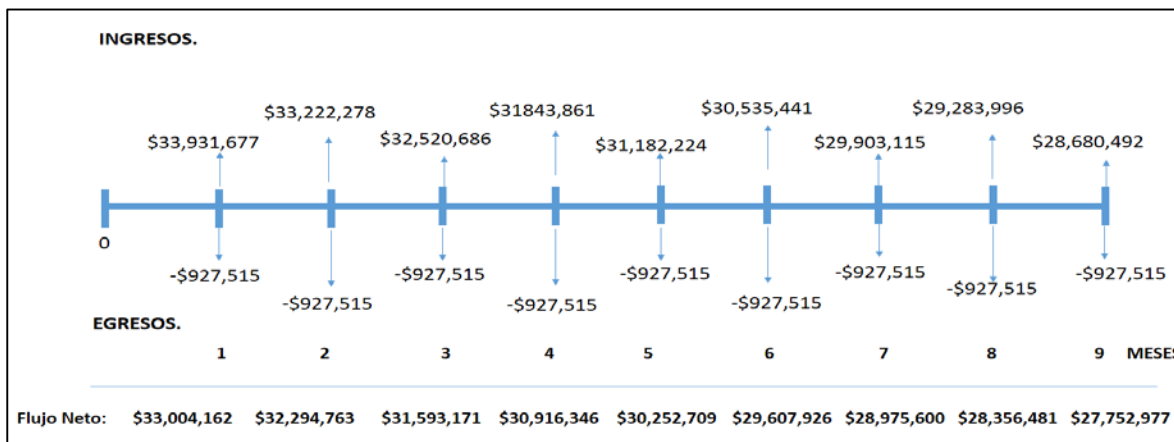 INGRESOS.
$33,931,677 $33,222,278 $32,520,686 $31843,861 $31,182,224 $30,535,441 $29,903,115 $29,283,996 $28,680,492
0
-$927,515 -$927,515 -$927,515 -$927,515 -$927,515 -$927,515 -$927,515 -$927,515 -$927,515
EGRESOS.
1 2 3 4 5 6 7 8 9 MESES
Flujo Neto: $33,004,162 $32,294,763 $31,593,171 $30,916,346 $30,252,709 $29,607,926 $28,975,600 $28,356,481 $27,752,977